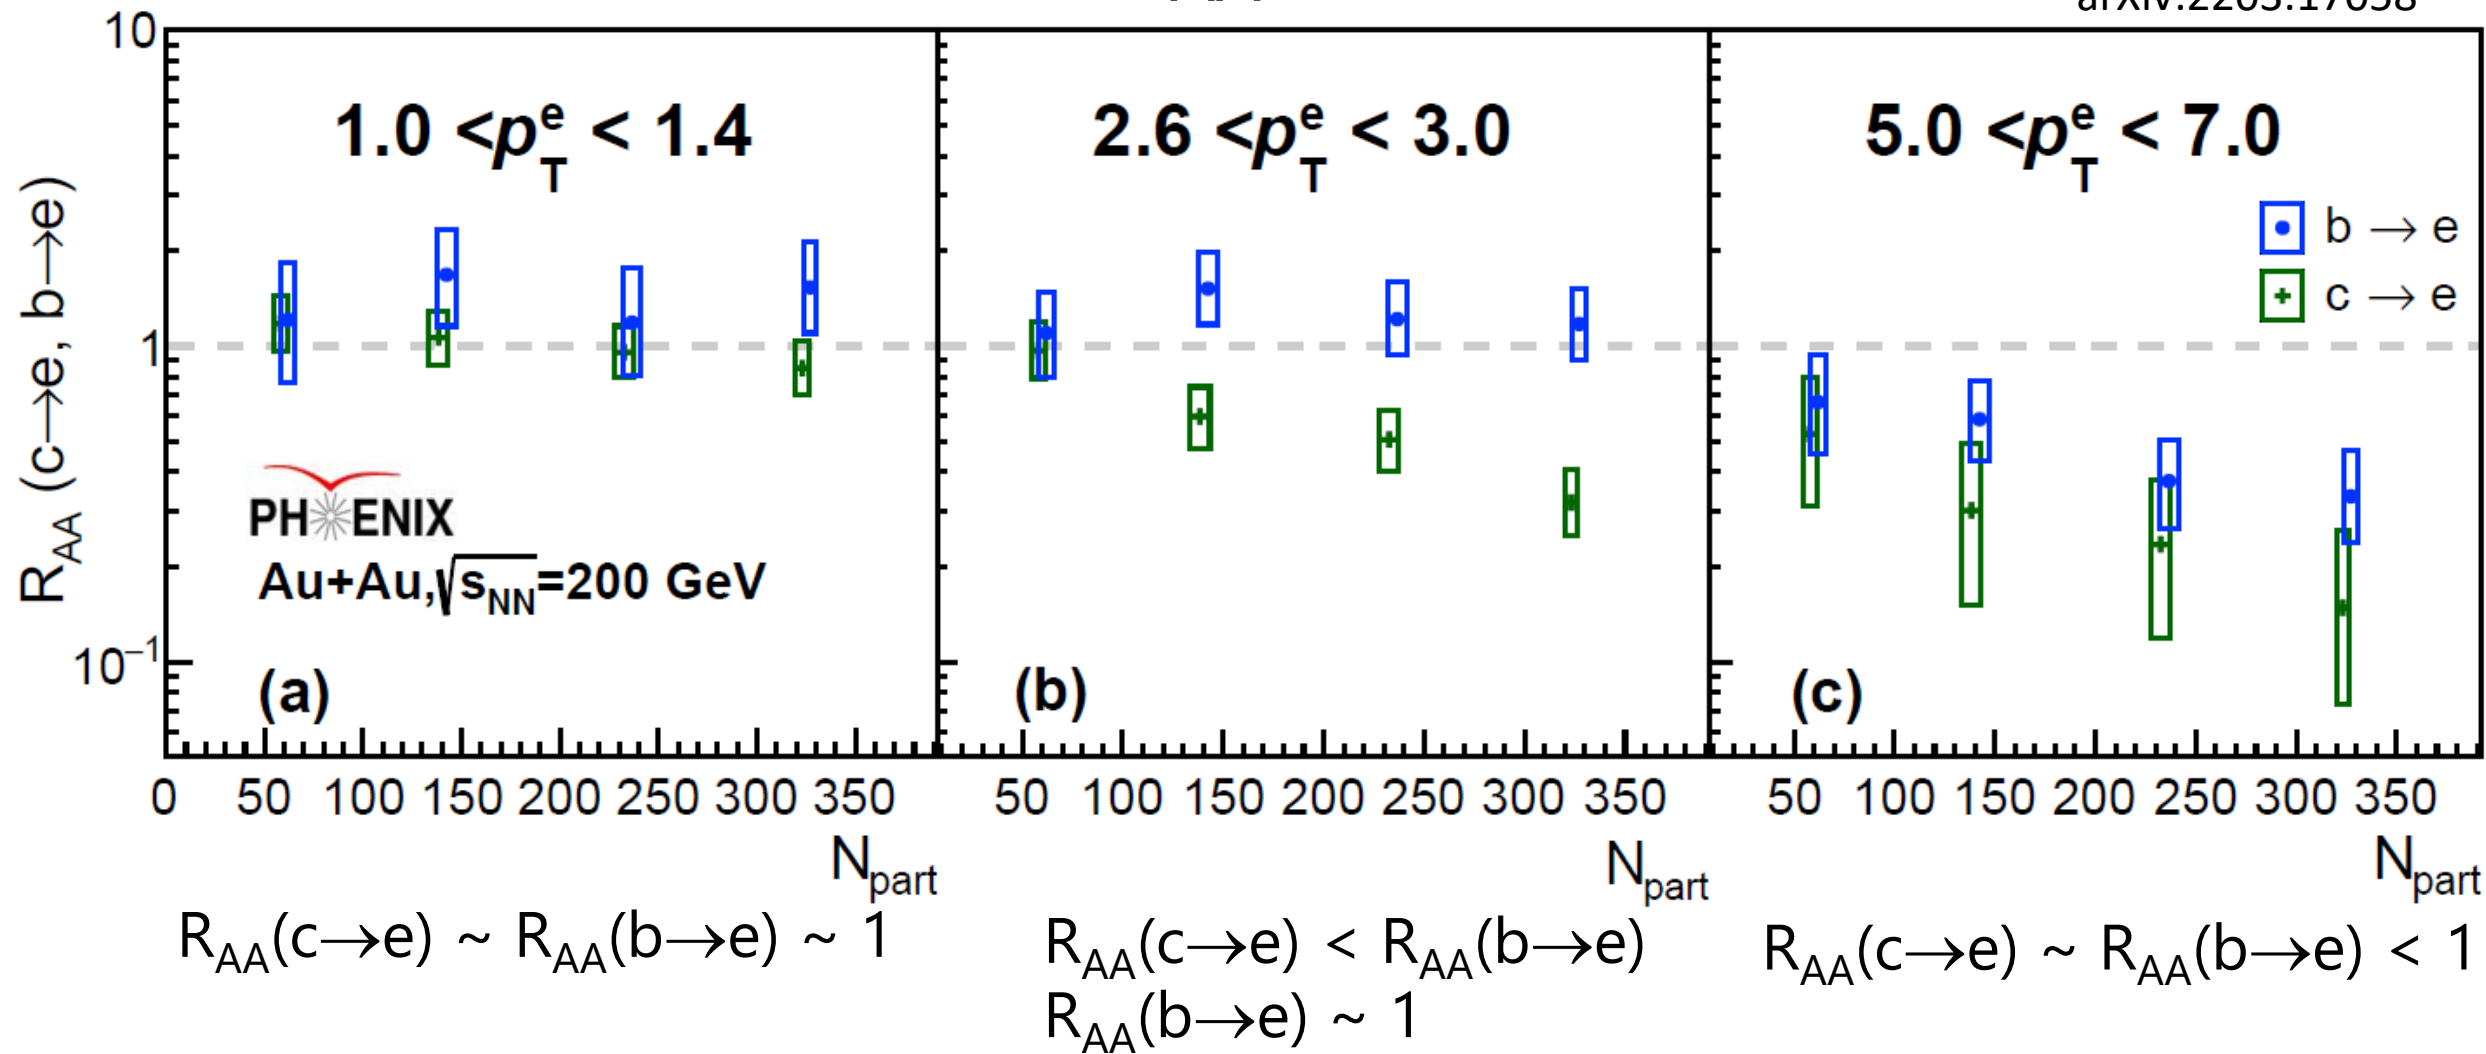 arXiv:2203.17058
10
1.0 <p^e_T < 1.4
2.6 <p^e_T < 3.0
5.0 <p^e_T < 7.0
R_AA (c→e, b→e)
b → e
c → e
1
PHENIX
Au+Au,√s_NN=200 GeV
10^−1
(a)
(b)
(c)
0 50 100 150 200 250 300 350
50 100 150 200 250 300 350
50 100 150 200 250 300 350
N_part
N_part
N_part
R_AA(c→e) ~ R_AA(b→e) ~ 1
R_AA(c→e) < R_AA(b→e)
R_AA(b→e) ~ 1
R_AA(c→e) ~ R_AA(b→e) < 1